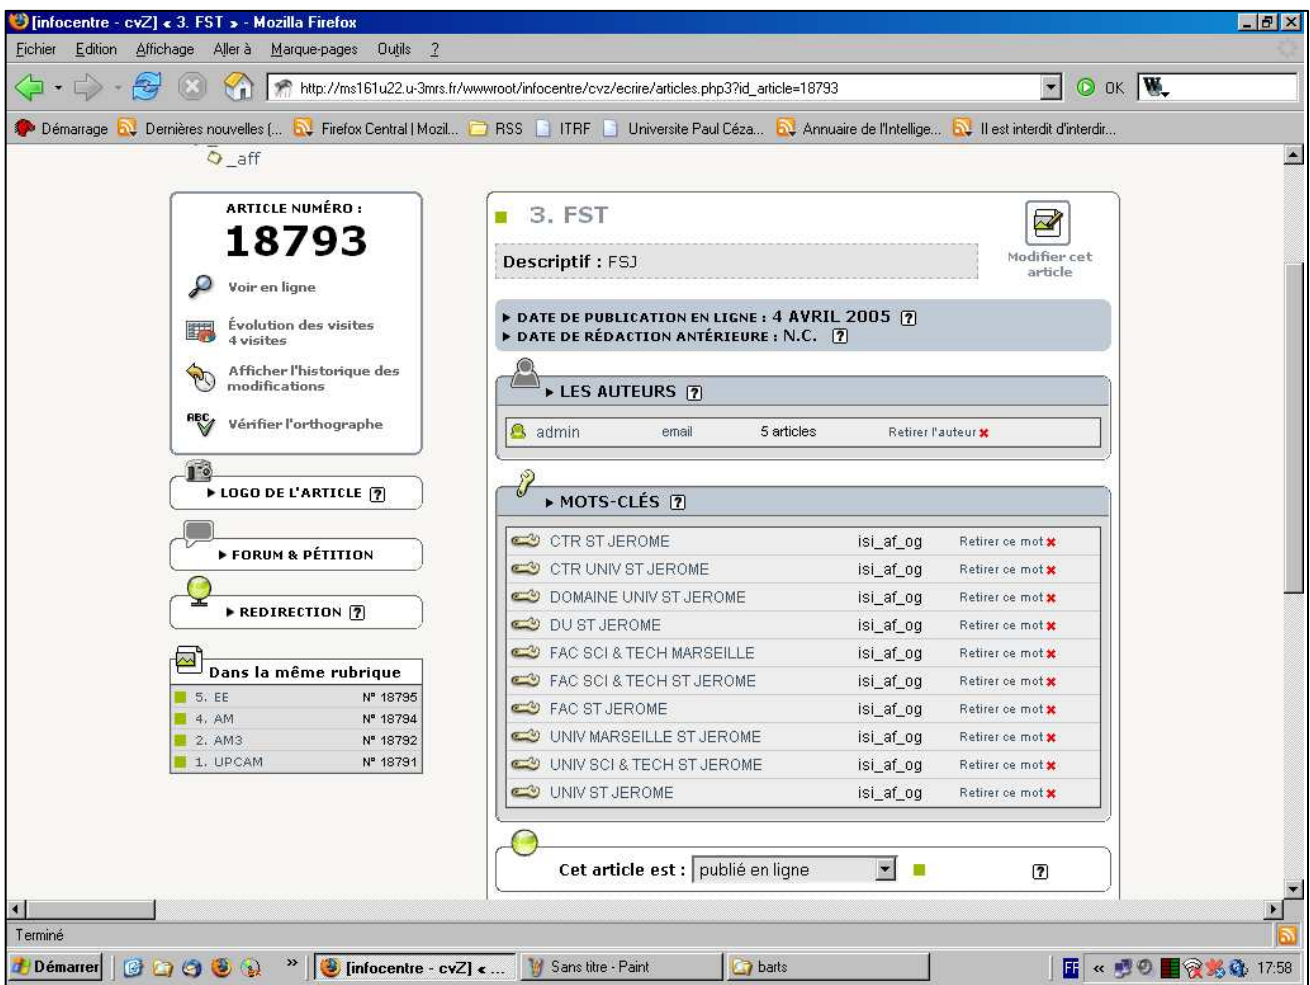 [infocentre - cvZ] « 3. FST » - Mozilla Firefox
Fichier Edition Affichage Aller à Marque-pages Outils ?
http://ms161u22.u-3mrs.fr/wwwroot/infocentre/cvz/ecrire/articles.php3?id_article=18793 OK W.
Démarrage Dernières nouvelles (... Firefox Central | Mozil... RSS ITRF Universite Paul Céza... Annuaire de l'Intellige... Il est interdit d'interdir...
_aff
ARTICLE NUMÉRO :
18793
Voir en ligne
Évolution des visites
4 visites
Afficher l'historique des
modifications
ABC Vérifier l'orthographe
LOGO DE L'ARTICLE ?
FORUM & PÉTITION
REDIRECTION ?
Dans la même rubrique
5. EE N° 18795
4. AM N° 18794
2. AM3 N° 18792
1. UPCAM N° 18791
3. FST
Descriptif : FSJ
Modifier cet
article
DATE DE PUBLICATION EN LIGNE : 4 AVRIL 2005 ?
DATE DE RÉDACTION ANTÉRIEURE : N.C. ?
LES AUTEURS ?
admin email 5 articles Retirer l'auteur
MOTS-CLÉS ?
CTR ST JEROME isi_af_og Retirer ce mot
CTR UNIV ST JEROME isi_af_og Retirer ce mot
DOMAINE UNIV ST JEROME isi_af_og Retirer ce mot
DU ST JEROME isi_af_og Retirer ce mot
FAC SCI & TECH MARSEILLE isi_af_og Retirer ce mot
FAC SCI & TECH ST JEROME isi_af_og Retirer ce mot
FAC ST JEROME isi_af_og Retirer ce mot
UNIV MARSEILLE ST JEROME isi_af_og Retirer ce mot
UNIV SCI & TECH ST JEROME isi_af_og Retirer ce mot
UNIV ST JEROME isi_af_og Retirer ce mot
Cet article est : publié en ligne ?
Terminé
Démarrer » [infocentre - cvZ] « ... Sans titre - Paint barts FF « 17:58